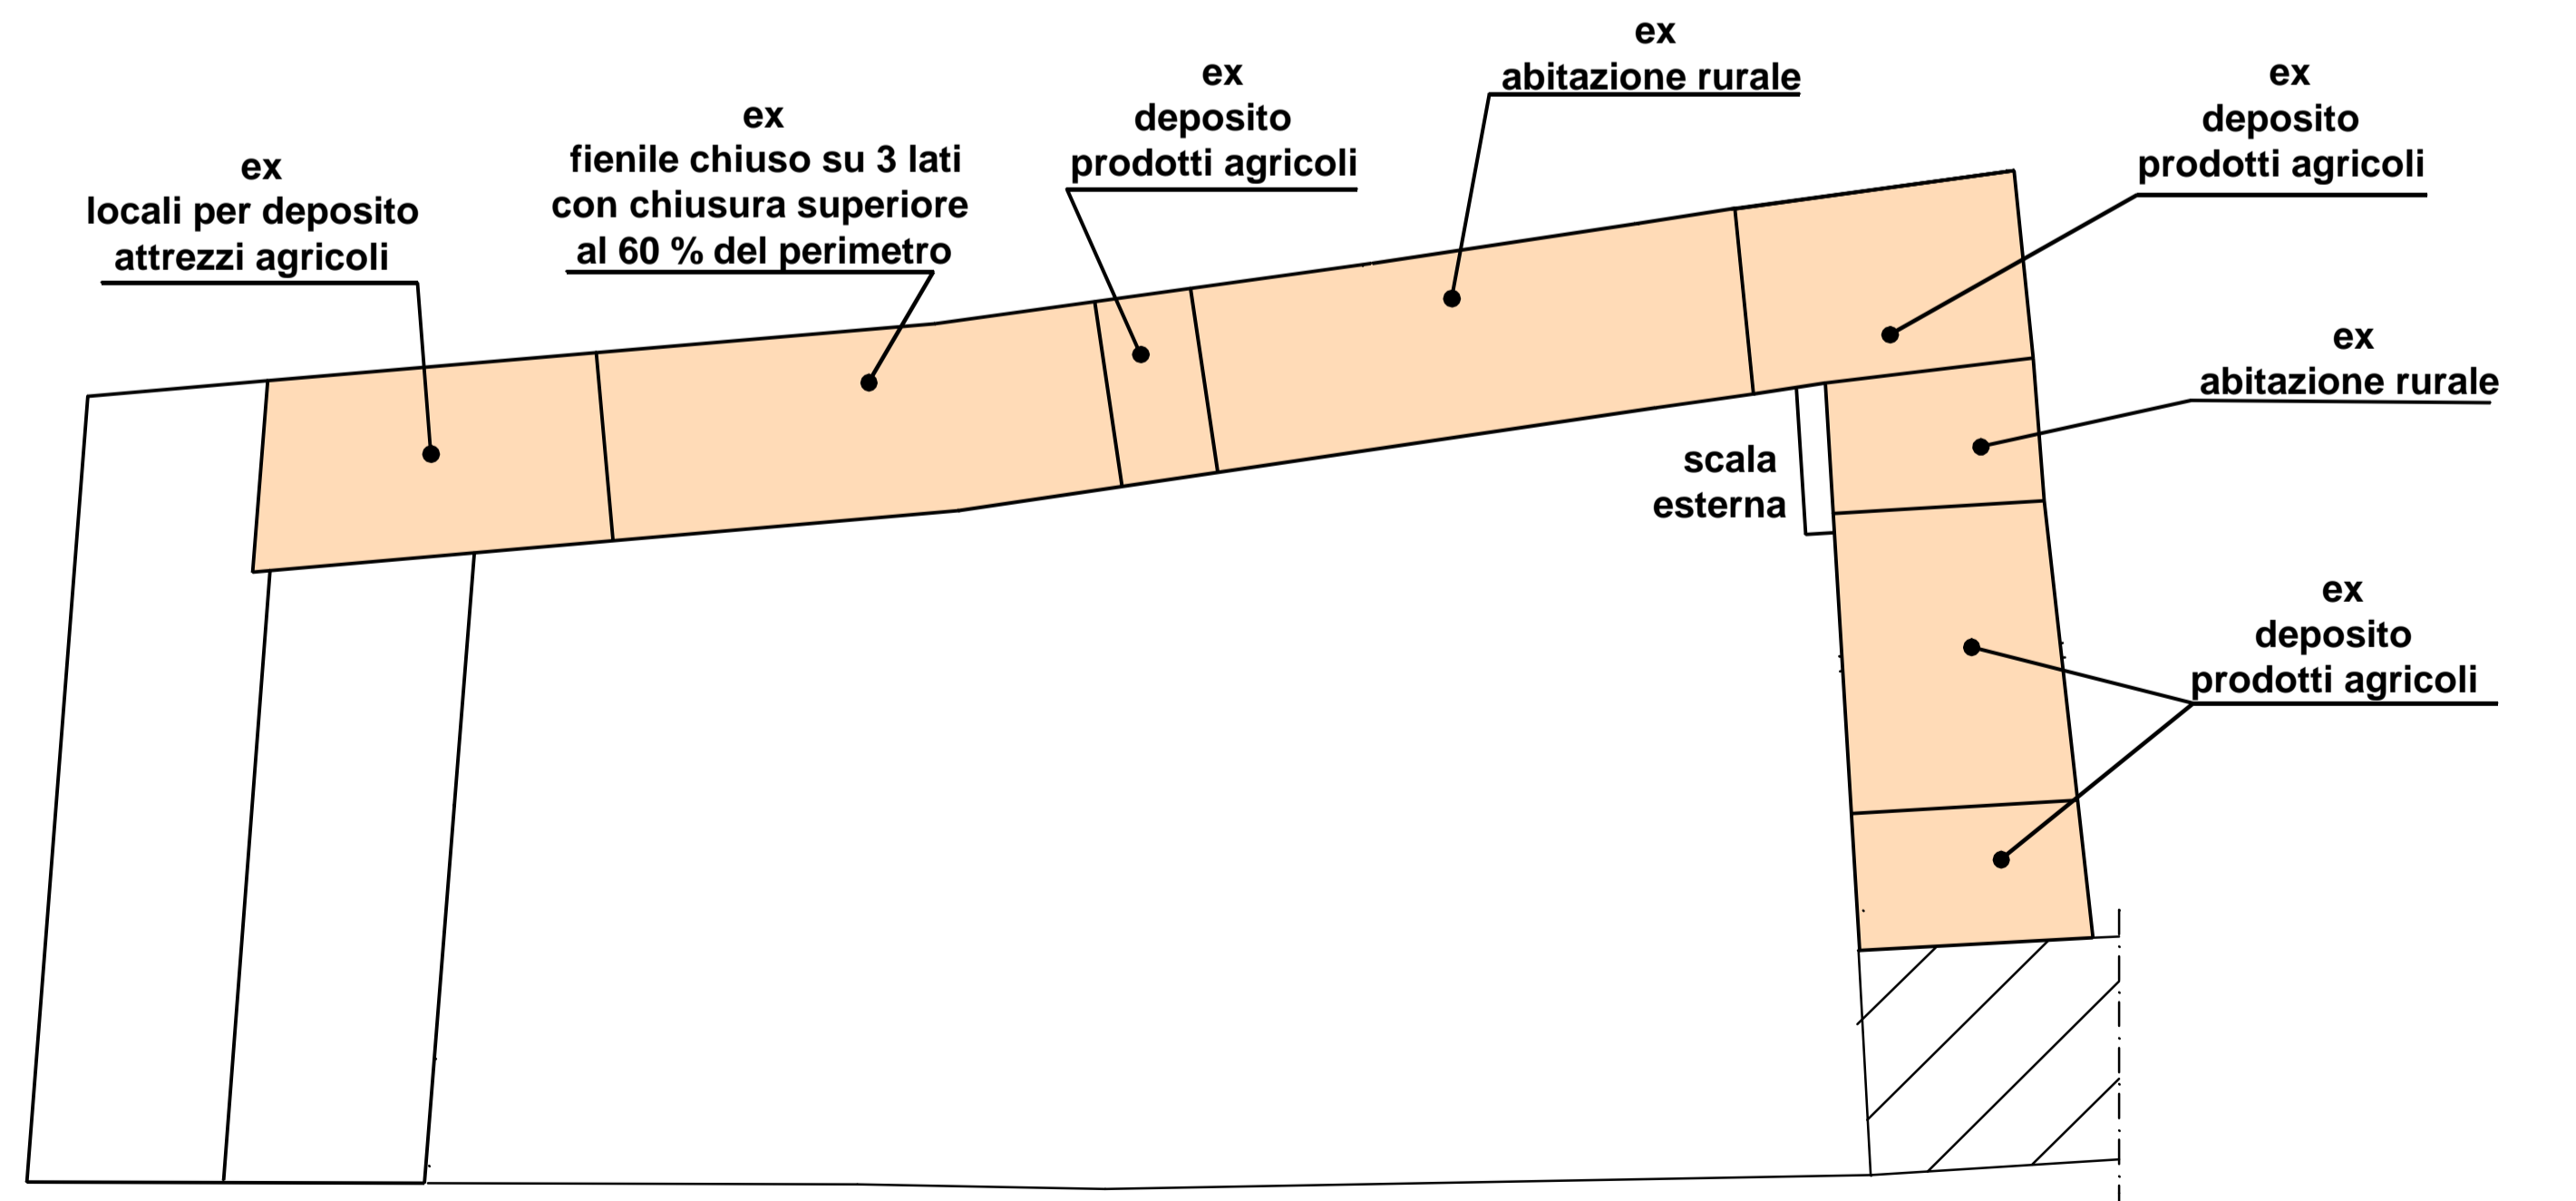 ex
locali per deposito
attrezzi agricoli
ex
fienile chiuso su 3 lati
con chiusura superiore
al 60 % del perimetro
ex
deposito
prodotti agricoli
ex
abitazione rurale
ex
deposito
prodotti agricoli
ex
abitazione rurale
scala
esterna
ex
deposito
prodotti agricoli